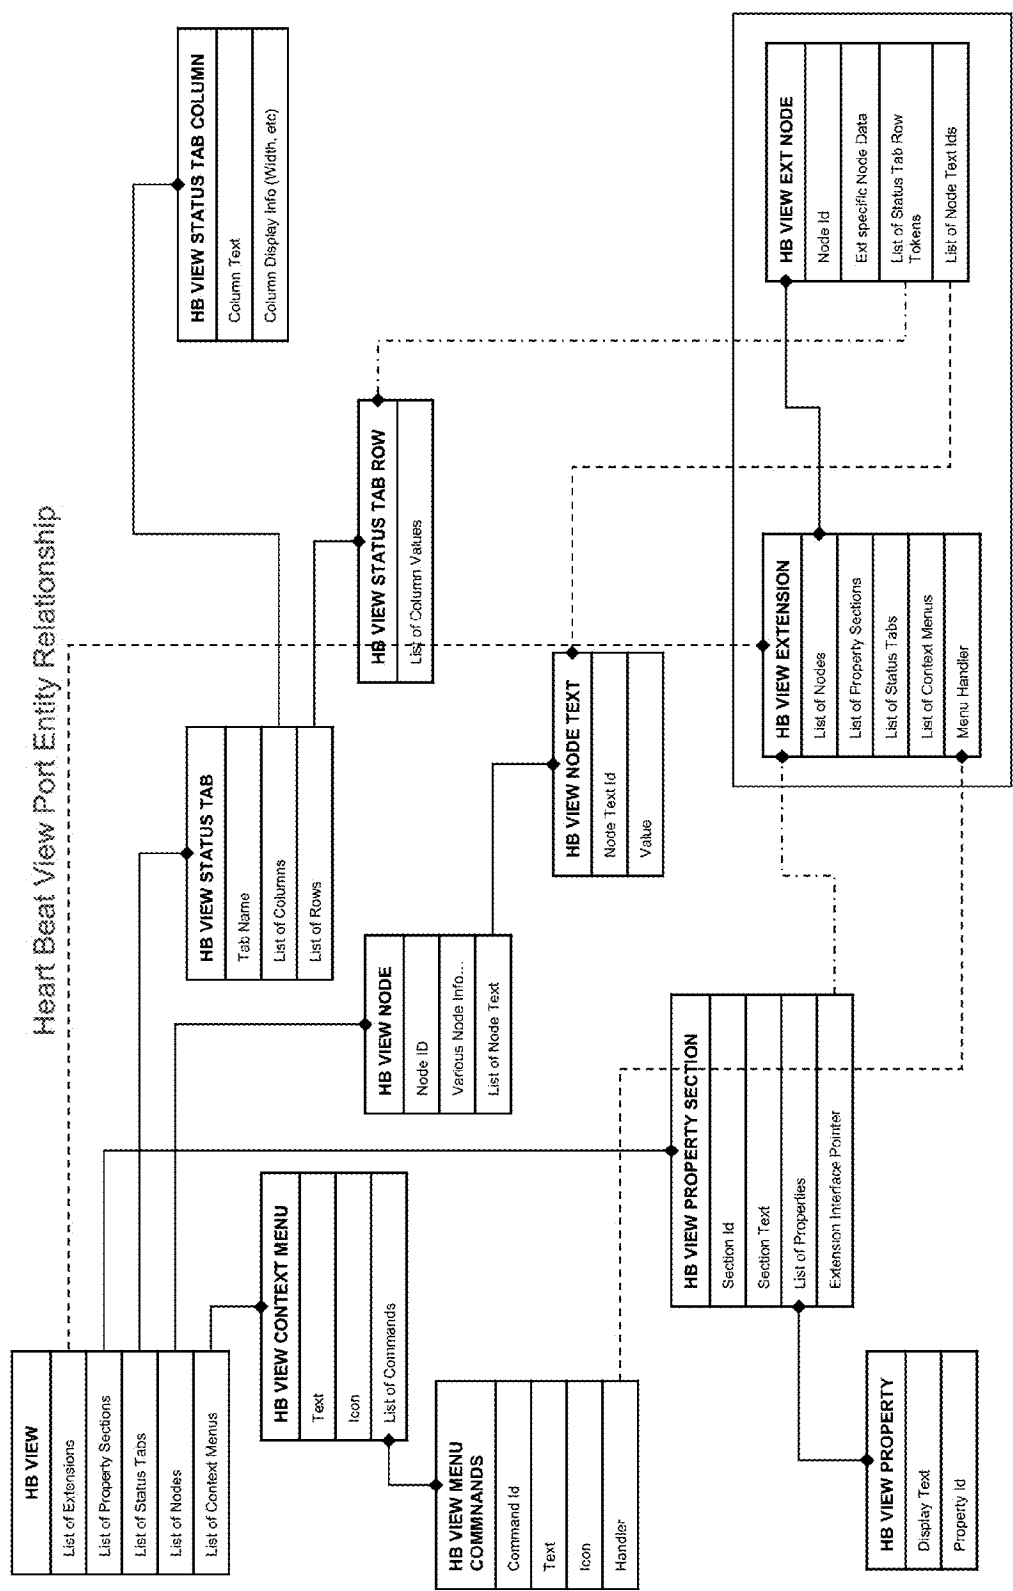 Heart Beat View Port Entity Relationship
HB VIEW
List of Extensions
List of Property Sections
List of Status Tabs
List of Nodes
List of Context Menus
HB VIEW CONTEXT MENU
Text
Icon
List of Commands
HB VIEW MENU
COMMNANDS
Command Id
Text
Icon
Handler
HB VIEW STATUS TAB
Tab Name
List of Columns
List of Rows
HB VIEW NODE
Node ID
Various Node Info...
List of Node Text
HB VIEW PROPERTY SECTION
Section Id
Section Text
List of Properties
Extension Interface Pointer
HB VIEW PROPERTY
Display Text
Property Id
HB VIEW STATUS TAB COLUMN
Column Text
Column Display Info (Width, etc)
HB VIEW STATUS TAB ROW
List of Column Values
HB VIEW NODE TEXT
Node Text Id
Value
HB VIEW EXTENSION
List of Nodes
List of Property Sections
List of Status Tabs
List of Context Menus
Menu Handler
HB VIEW EXT NODE
Node Id
Ext specific Node Data
List of Status Tab Row
Tokens
List of Node Text Ids